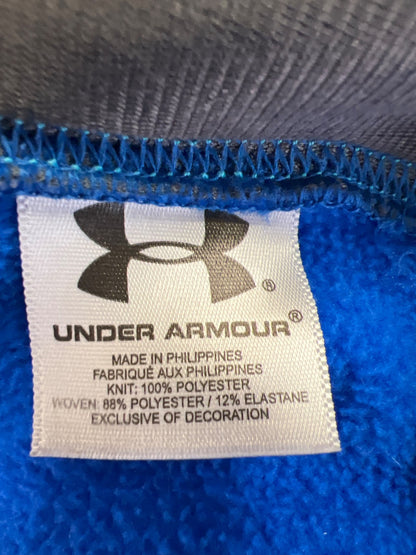 ®
UNDER ARMOUR®
MADE IN PHILIPPINES
FABRIQUÉ AUX PHILIPPINES
KNIT: 100% POLYESTER
WOVEN: 88% POLYESTER / 12% ELASTANE
EXCLUSIVE OF DECORATION